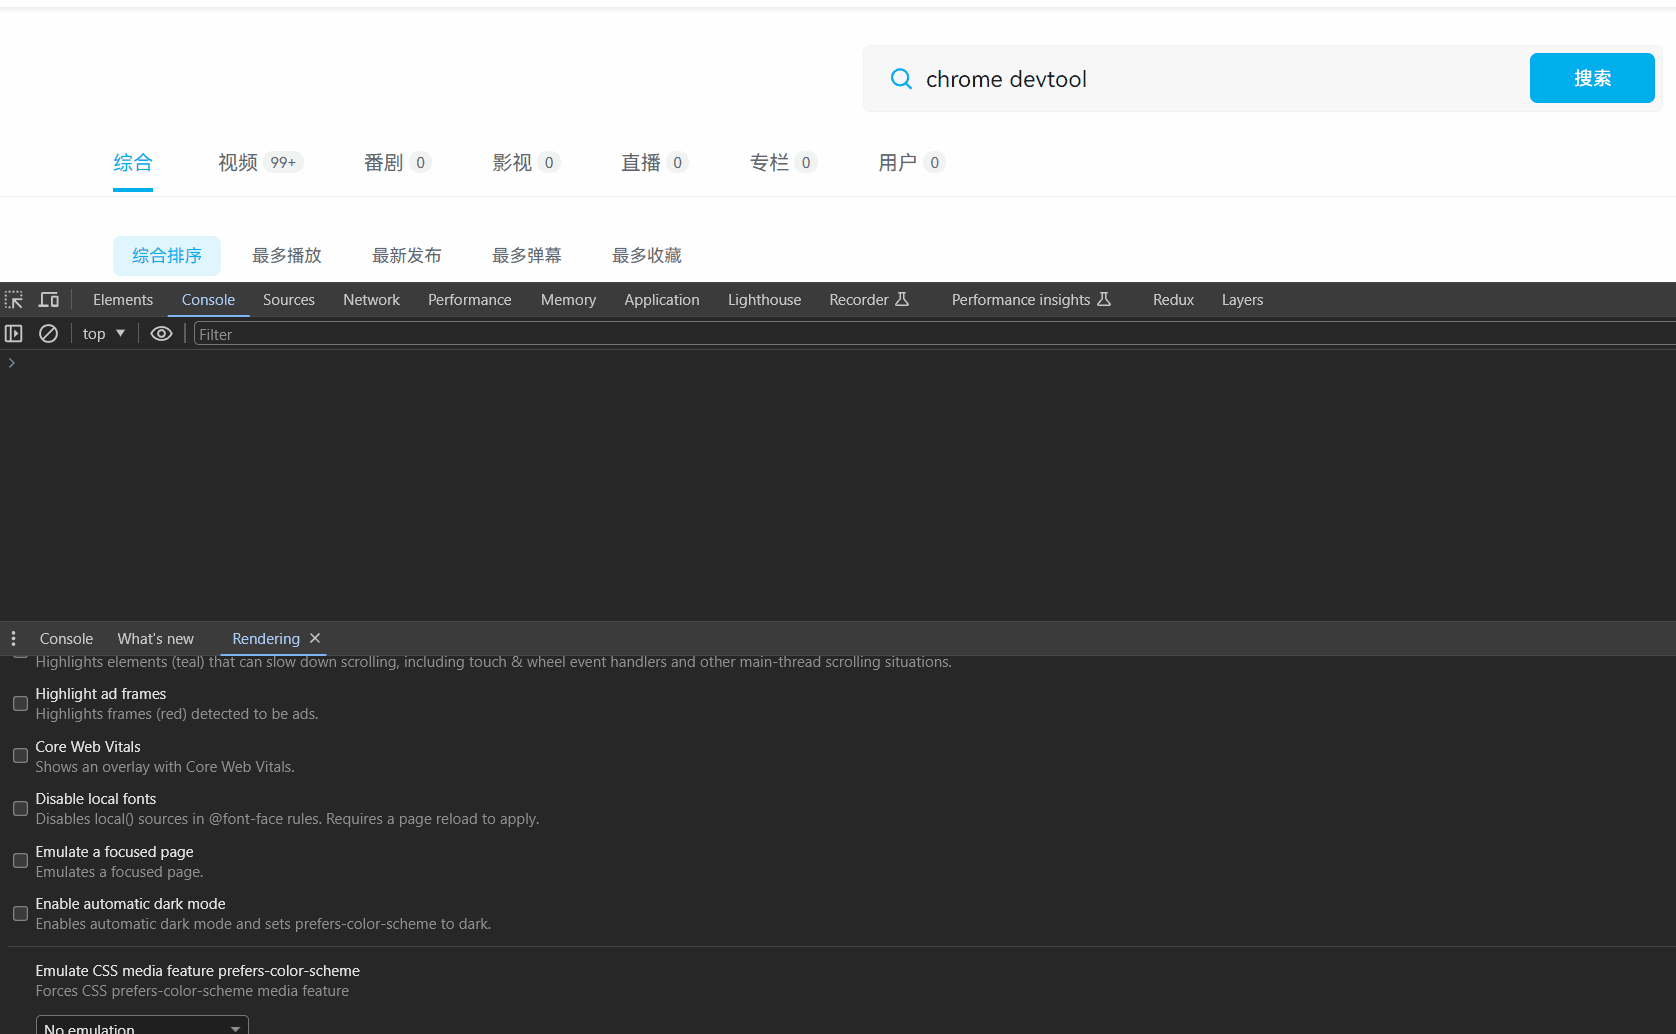 chrome devtool 搜索
综合 视频 99+ 番剧 0 影视 0 直播 0 专栏 0 用户 0
综合排序 最多播放 最新发布 最多弹幕 最多收藏
Elements Console Sources Network Performance Memory Application Lighthouse Recorder Performance insights Redux Layers
top Filter
Console What's new Rendering
Highlights elements (teal) that can slow down scrolling, including touch & wheel event handlers and other main-thread scrolling situations.
Highlight ad frames
Highlights frames (red) detected to be ads.
Core Web Vitals
Shows an overlay with Core Web Vitals.
Disable local fonts
Disables local() sources in @font-face rules. Requires a page reload to apply.
Emulate a focused page
Emulates a focused page.
Enable automatic dark mode
Enables automatic dark mode and sets prefers-color-scheme to dark.
Emulate CSS media feature prefers-color-scheme
Forces CSS prefers-color-scheme media feature
No emulation